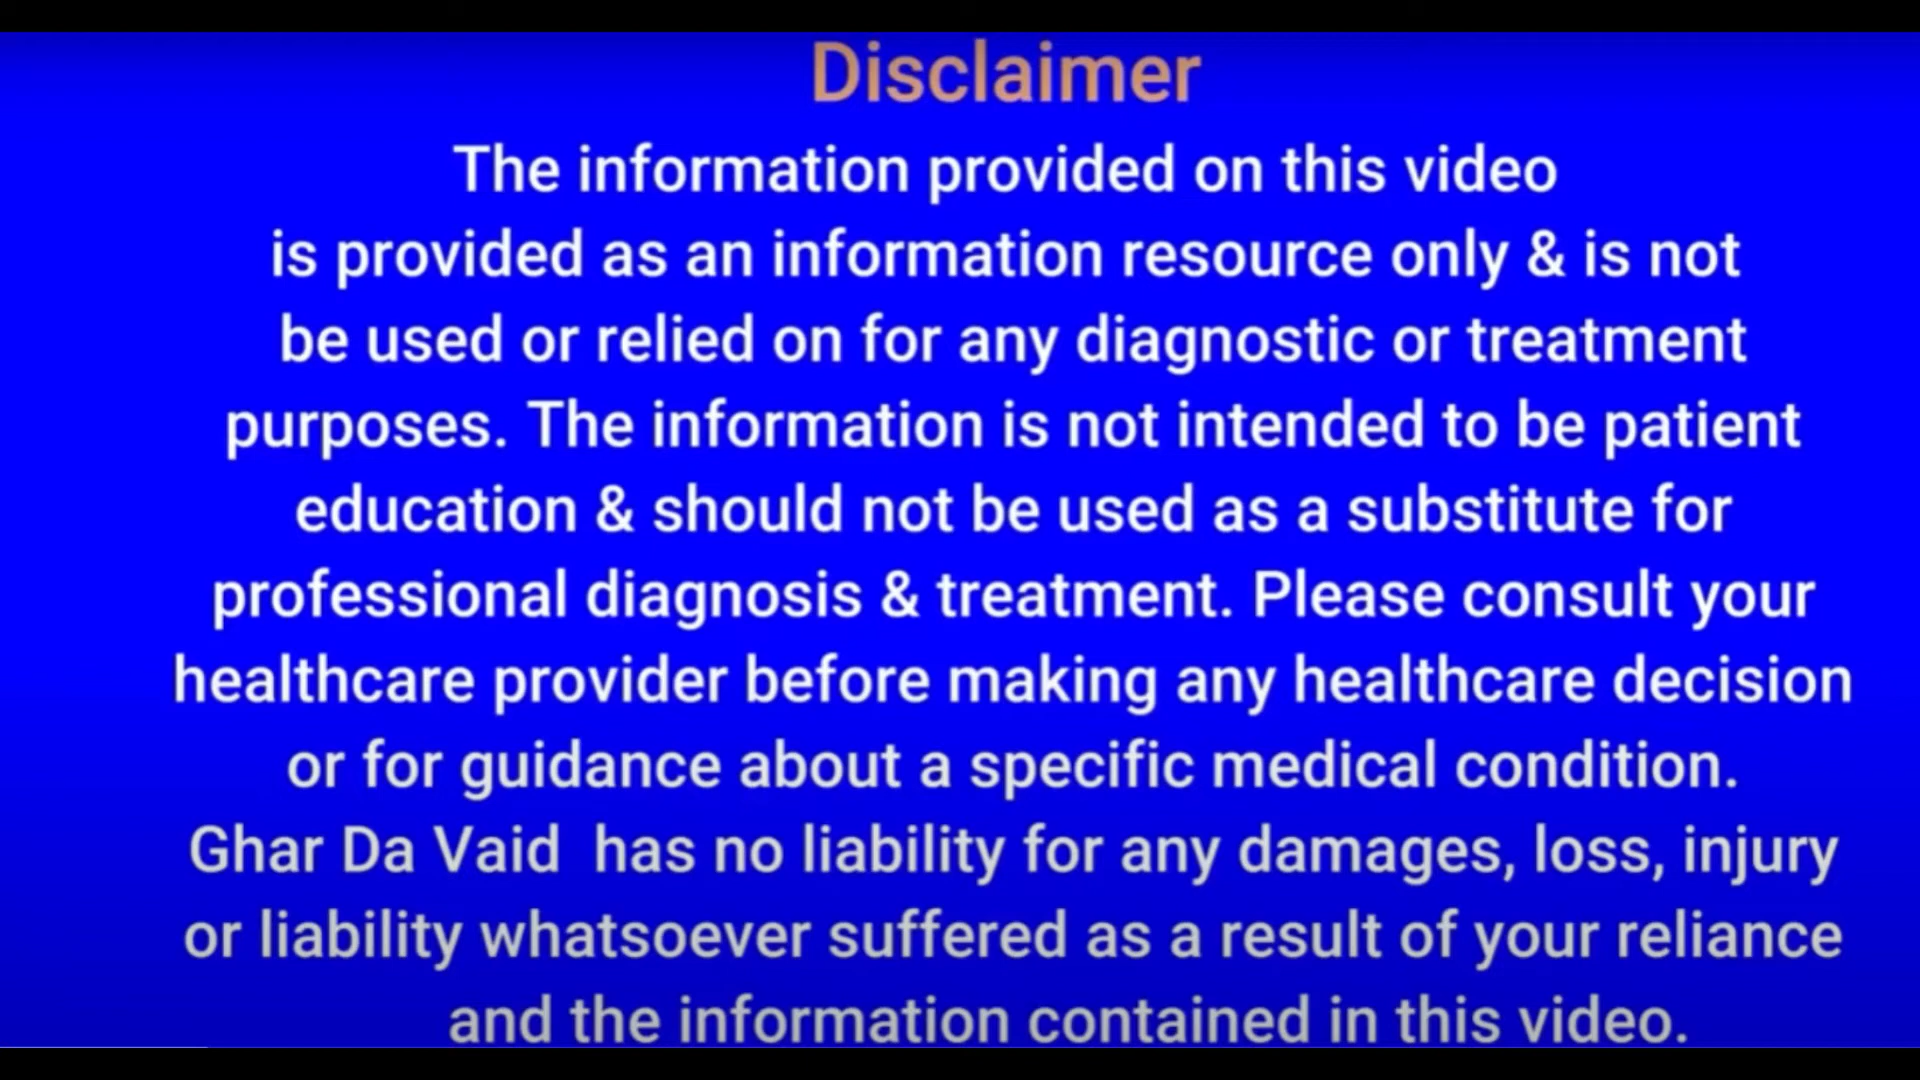 Disclaimer
The information provided on this video
is provided as an information resource only & is not
be used or relied on for any diagnostic or treatment
purposes. The information is not intended to be patient
education & should not be used as a substitute for
professional diagnosis & treatment. Please consult your
healthcare provider before making any healthcare decision
or for guidance about a specific medical condition.
Ghar Da Vaid has no liability for any damages, loss, injury
or liability whatsoever suffered as a result of your reliance
and the information contained in this video.